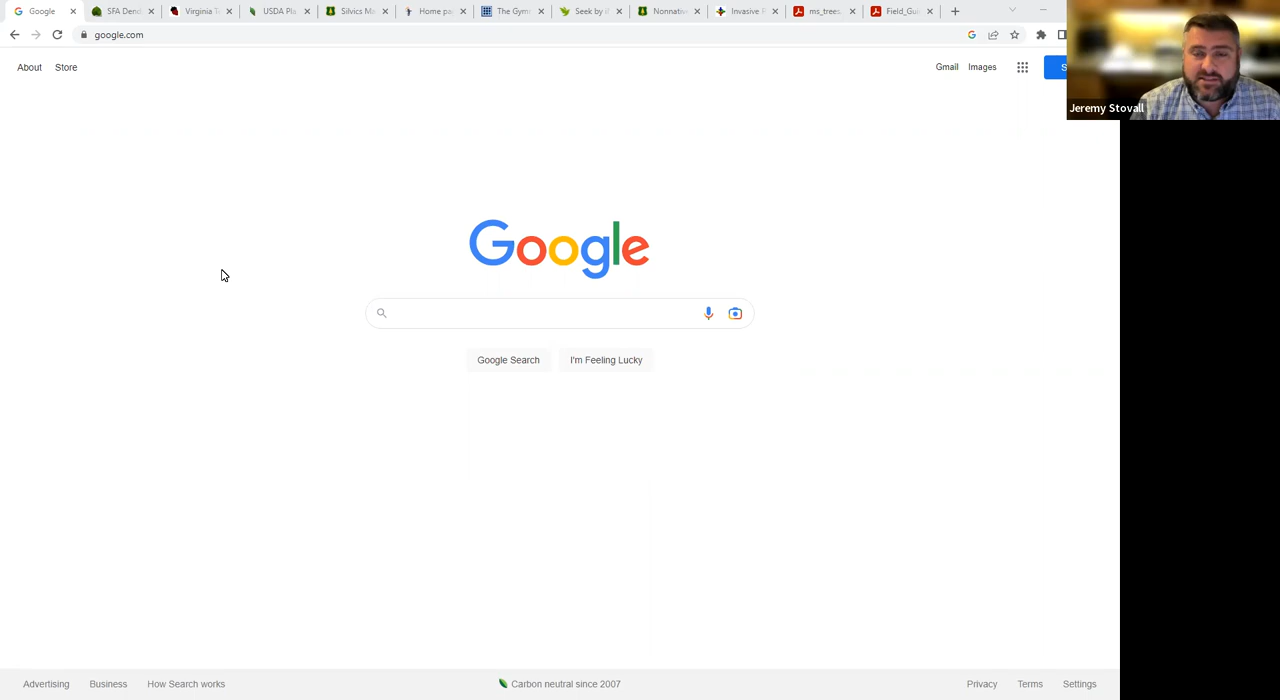 Google
SFA Dend
Virginia T
USDA Pla
Silvics Ma
Home pa
The Gym
Seek by i
Nonnativ
Invasive P
ms_trees
Field_Gui
google.com
About
Store
Gmail
Images
S
Jeremy Stovall
Google
Google Search
I'm Feeling Lucky
Advertising
Business
How Search works
Carbon neutral since 2007
Privacy
Terms
Settings